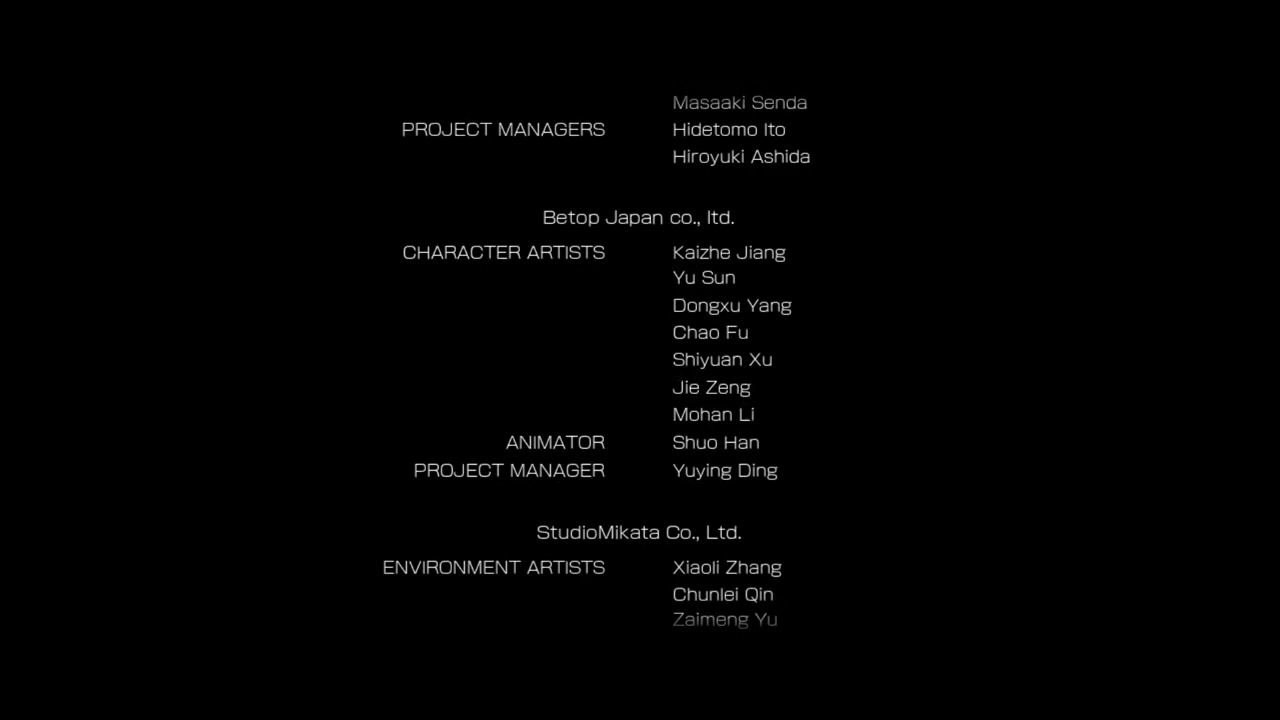 Masaaki Senda
PROJECT MANAGERS Hidetomo Ito
Hiroyuki Ashida
Betop Japan co., ltd.
CHARACTER ARTISTS Kaizhe Jiang
Yu Sun
Dongxu Yang
Chao Fu
Shiyuan Xu
Jie Zeng
Mohan Li
ANIMATOR Shuo Han
PROJECT MANAGER Yuying Ding
StudioMikata Co., Ltd.
ENVIRONMENT ARTISTS Xiaoli Zhang
Chunlei Qin
Zaimeng Yu